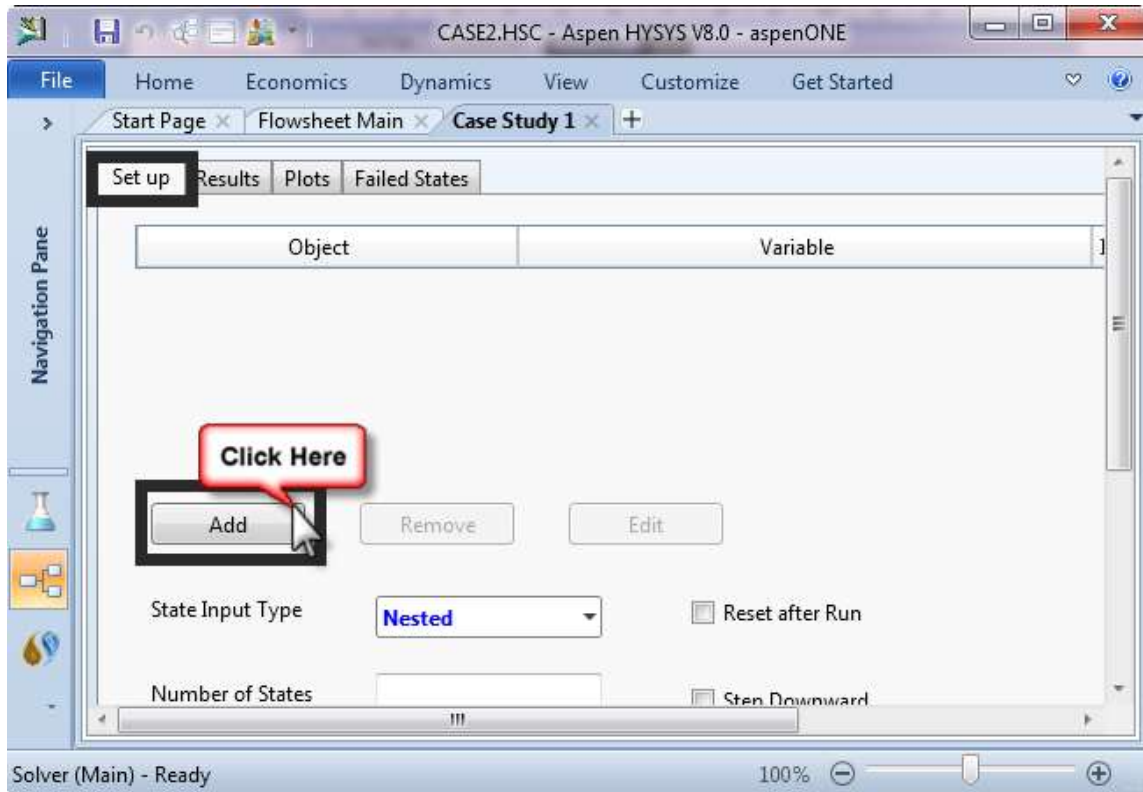 CASE2.HSC - Aspen HYSYS V8.0 - aspenONE
File Home Economics Dynamics View Customize Get Started
Start Page Flowsheet Main Case Study 1
Set up Results Plots Failed States
Navigation Pane
Object Variable
Click Here
Add Remove Edit
State Input Type Nested Reset after Run
Number of States Step Downward
Solver (Main) - Ready 100%